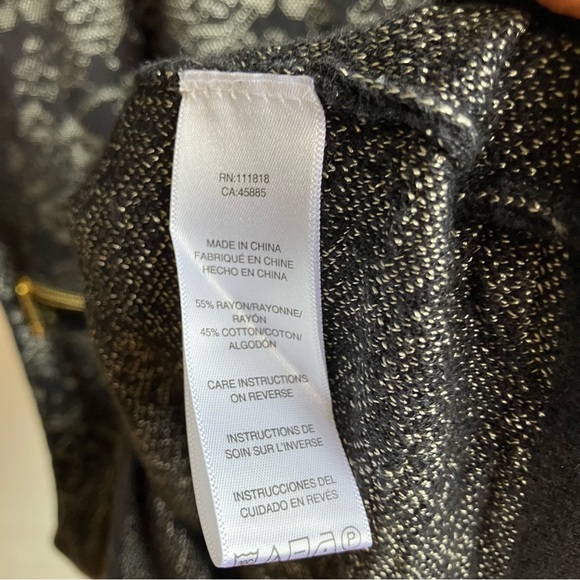 RN:111818
CA:45885
MADE IN CHINA
FABRIQUÉ EN CHINE
HECHO EN CHINA
55% RAYON/RAYONNE/
RAYÓN
45% COTTON/COTON/
ALGODÓN
CARE INSTRUCTIONS
ON REVERSE
INSTRUCTIONS DE
SOIN SUR L'INVERSE
INSTRUCCIONES DEL
CUIDADO EN REVÉS